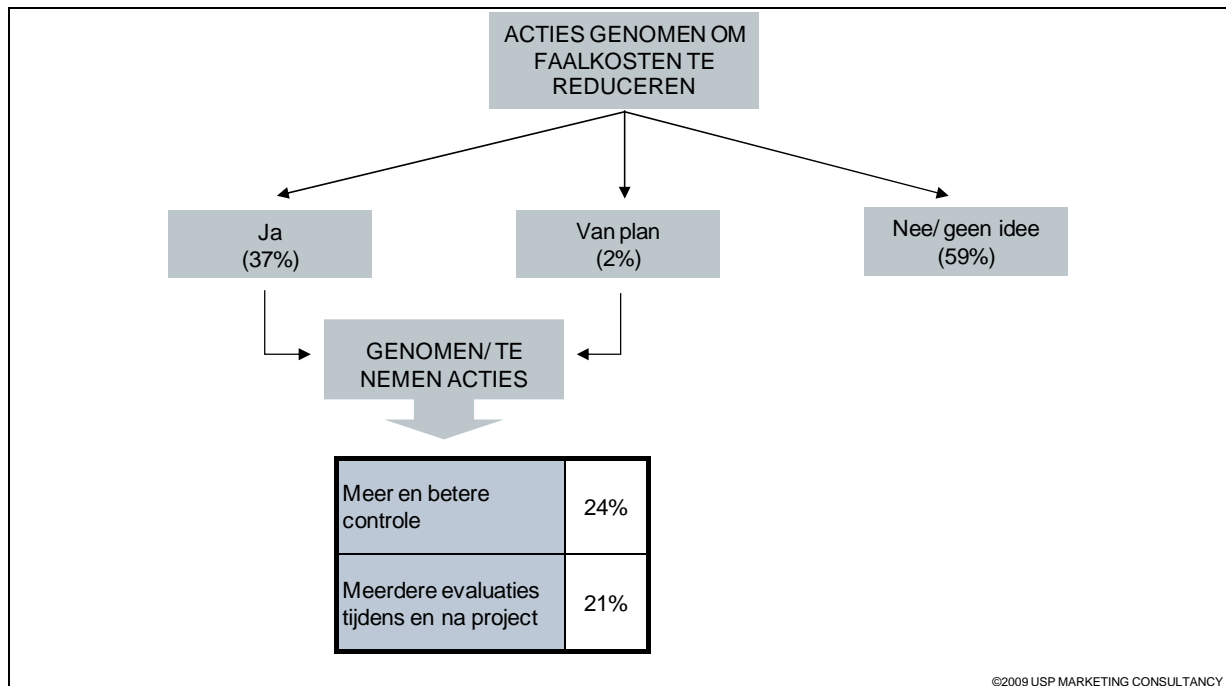 ACTIES GENOMEN OM
FAALKOSTEN TE
REDUCEREN
Ja
(37%)
Van plan
(2%)
Nee/ geen idee
(59%)
GENOMEN/ TE
NEMEN ACTIES
Meer en betere
controle
24%
Meerdere evaluaties
tijdens en na project
21%
©2009 USP MARKETING CONSULTANCY